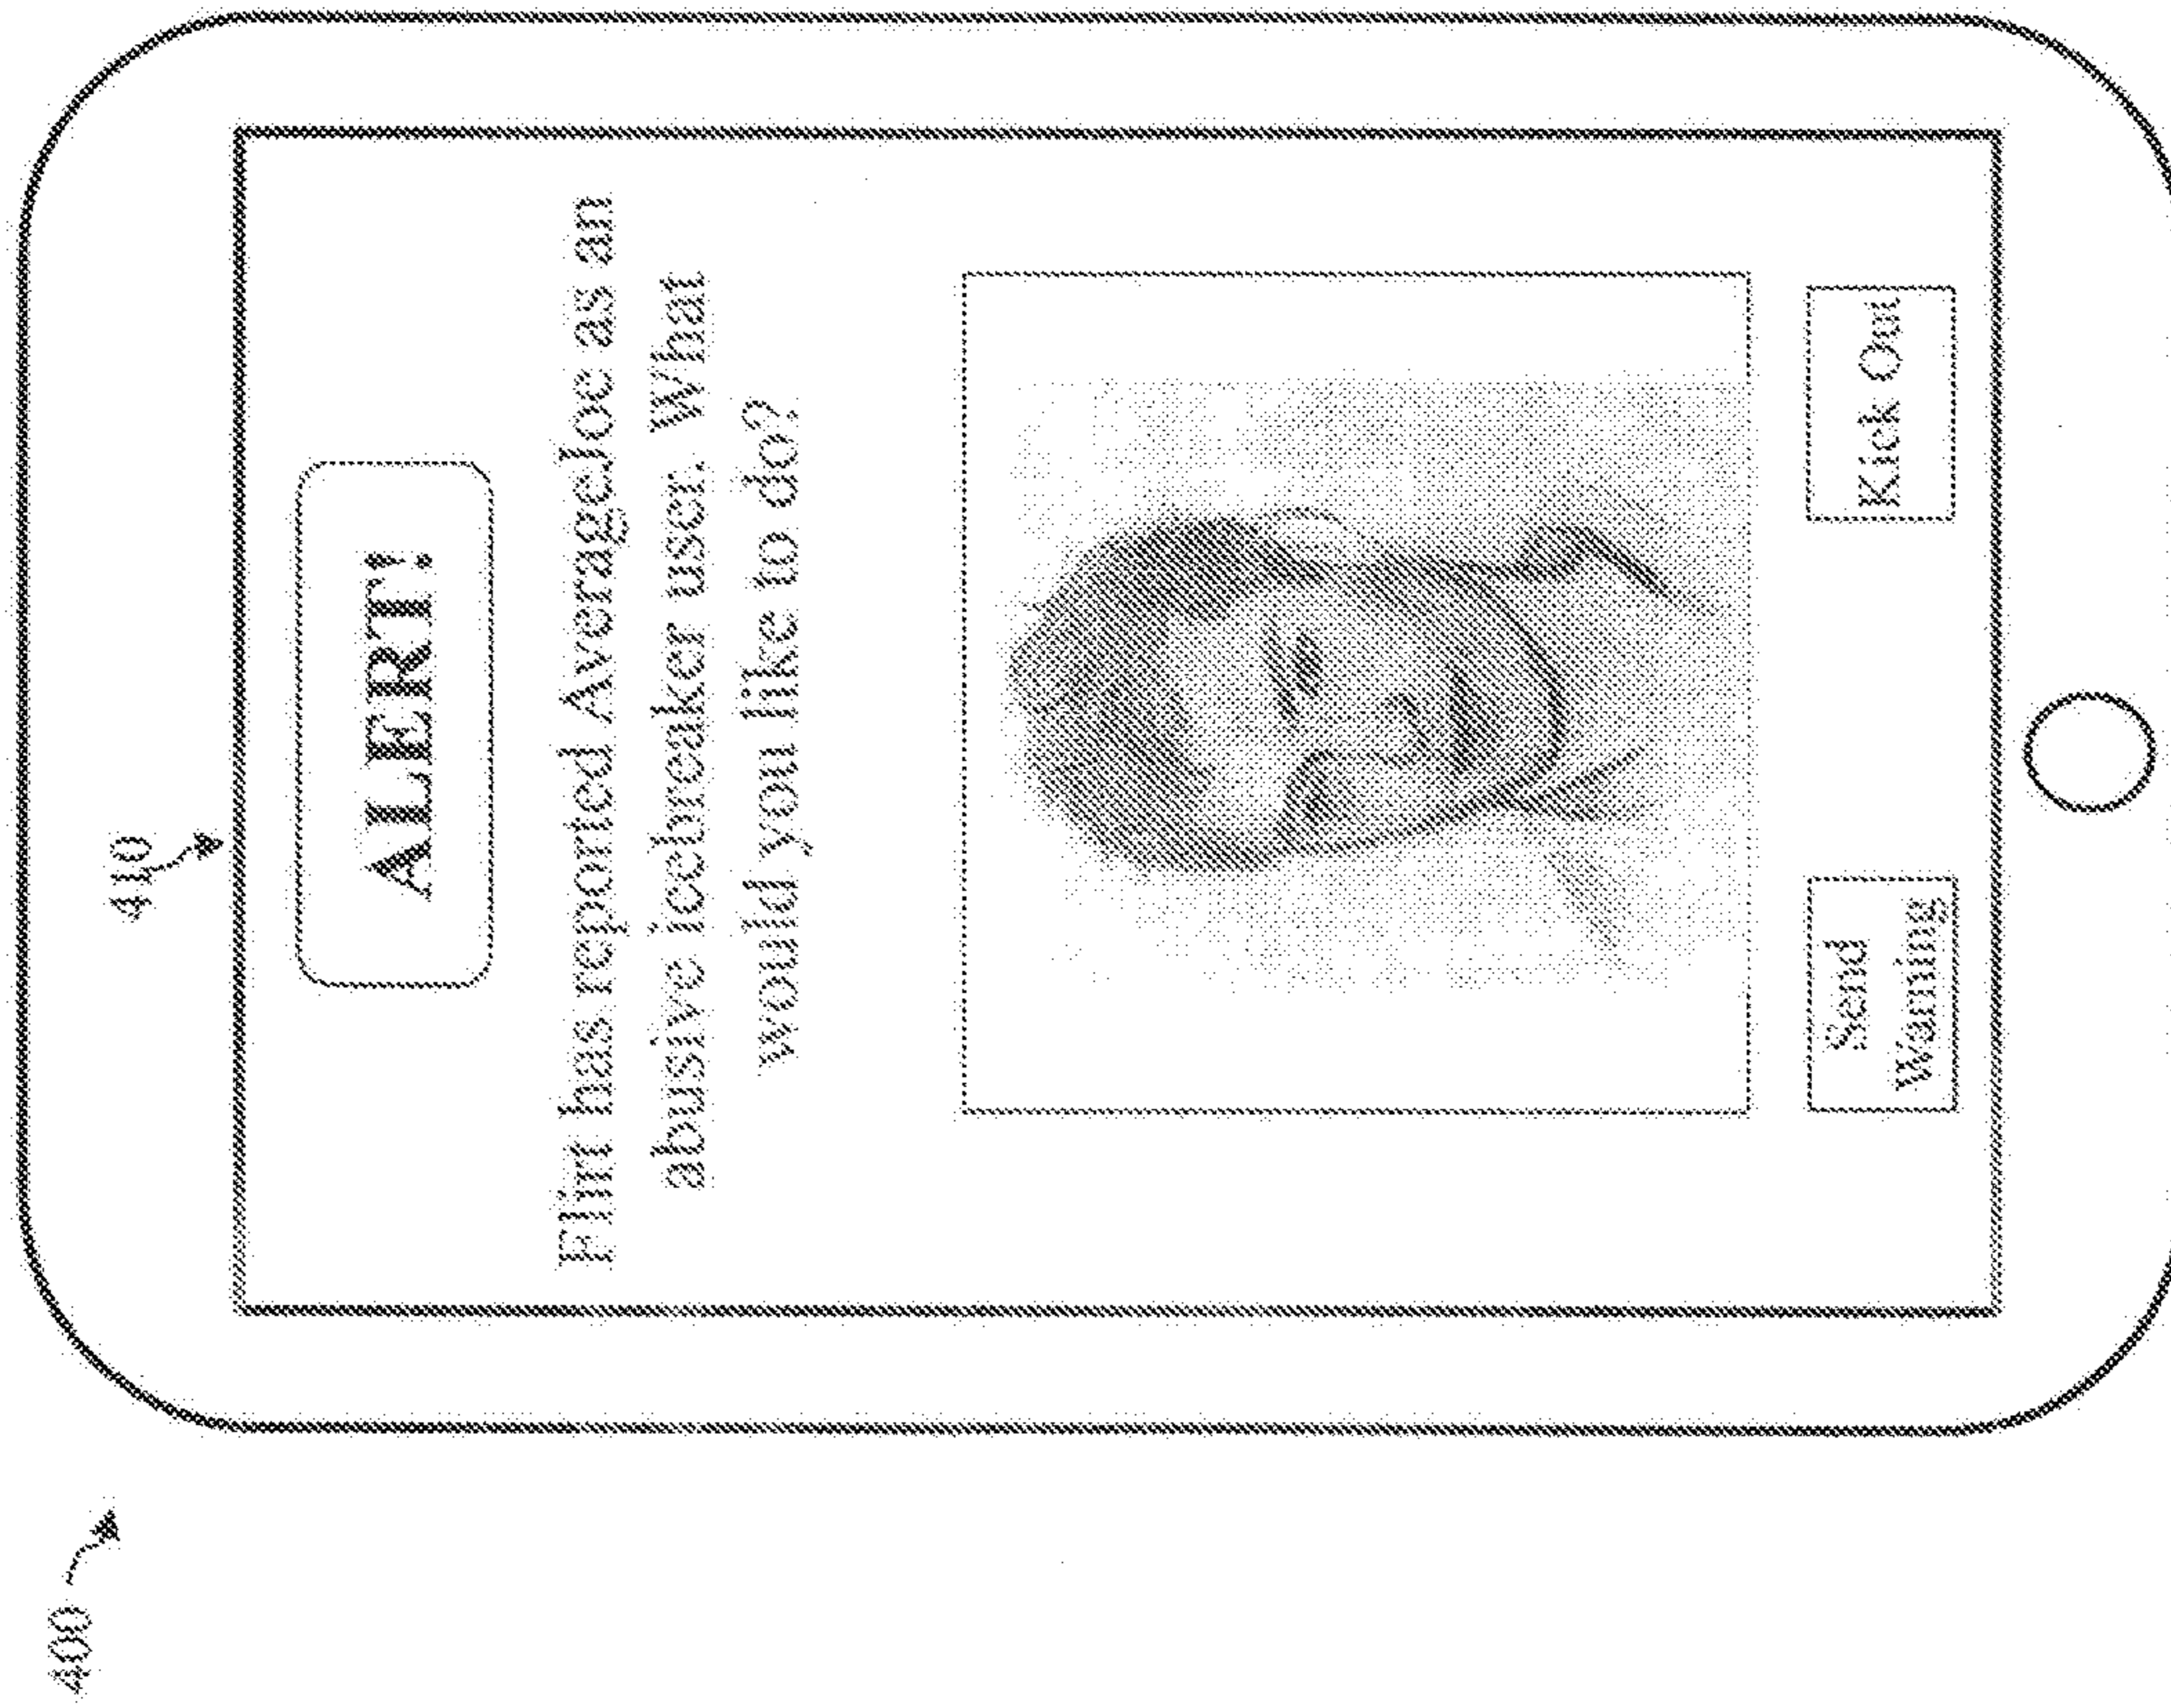 400
410
ALERT!
Flirt has reported AverageJoe as an
abusive icebreaker user. What
would you like to do?
Send
Warning
Kick Out